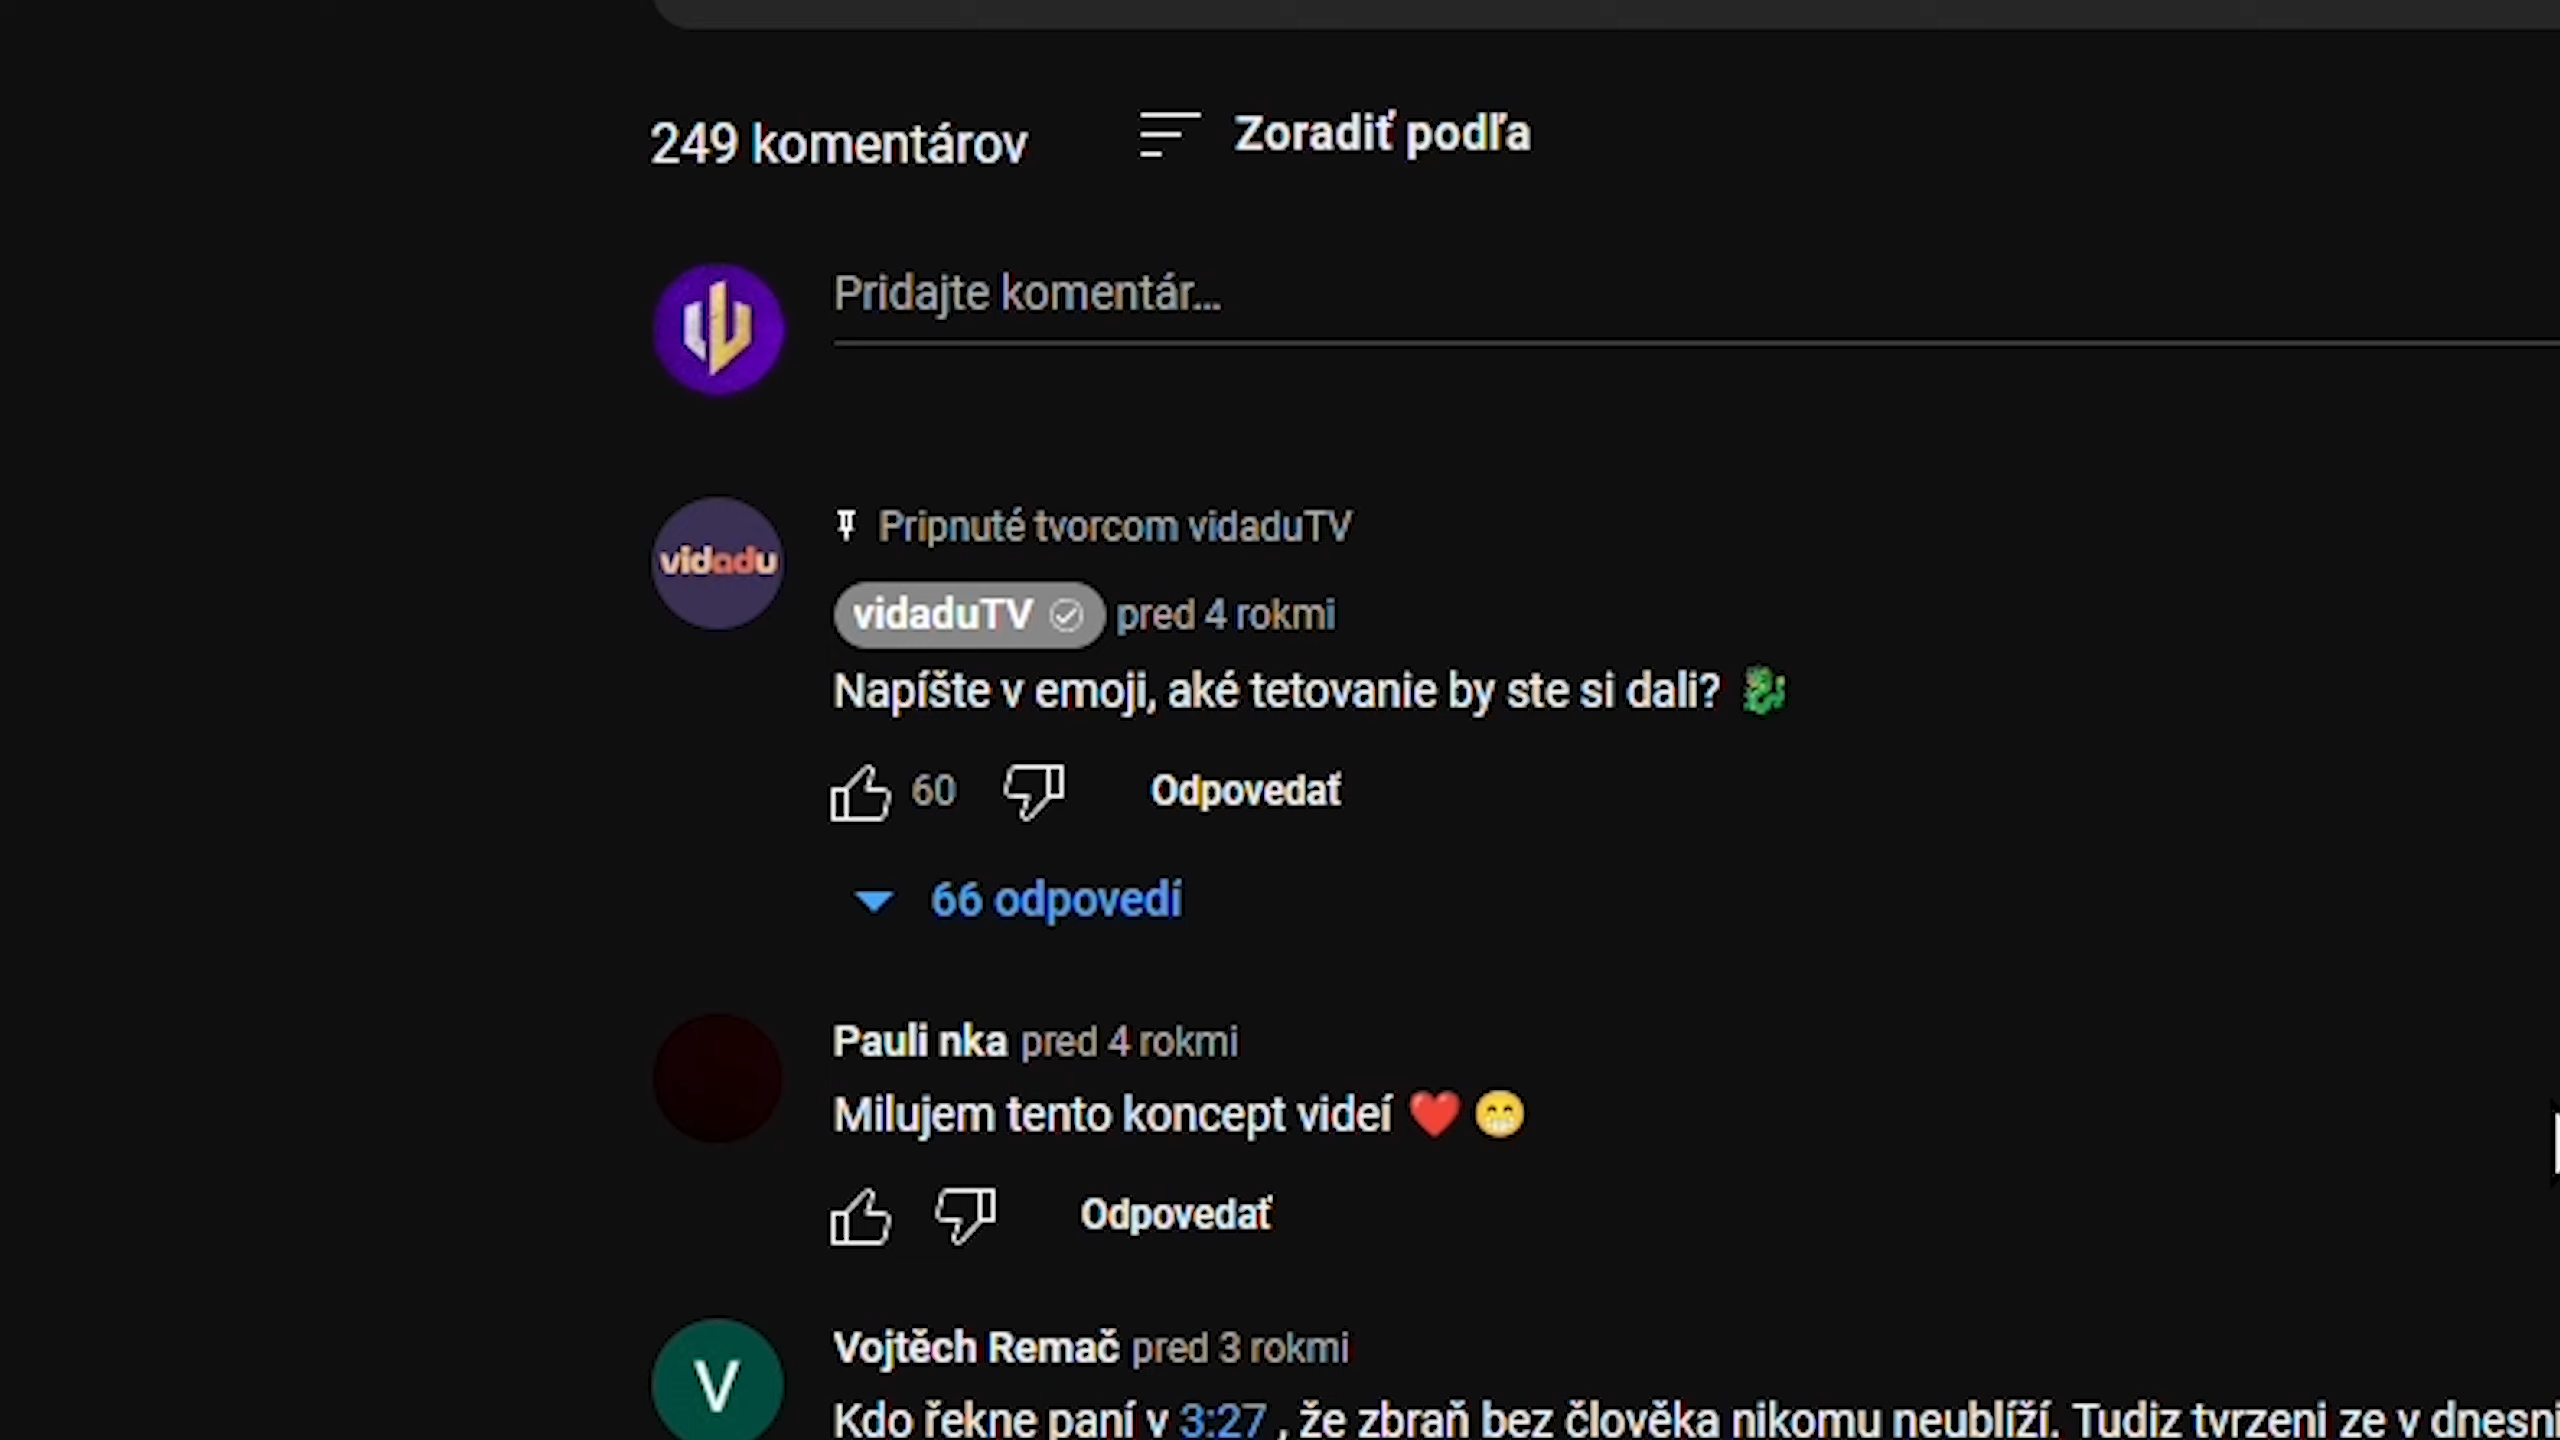 249 komentárov
Zoradiť podľa
Pridajte komentár...
vidadu
Pripnuté tvorcom vidaduTV
vidaduTV pred 4 rokmi
Napíšte v emoji, aké tetovanie by ste si dali? 🐉
60
Odpovedať
66 odpovedí
Pauli nka pred 4 rokmi
Milujem tento koncept videí ❤️ 😁
Odpovedať
V
Vojtěch Remač pred 3 rokmi
Kdo řekne paní v 3:27 , že zbraň bez člověka nikomu neublíží. Tudiz tvrzeni ze v dnesni